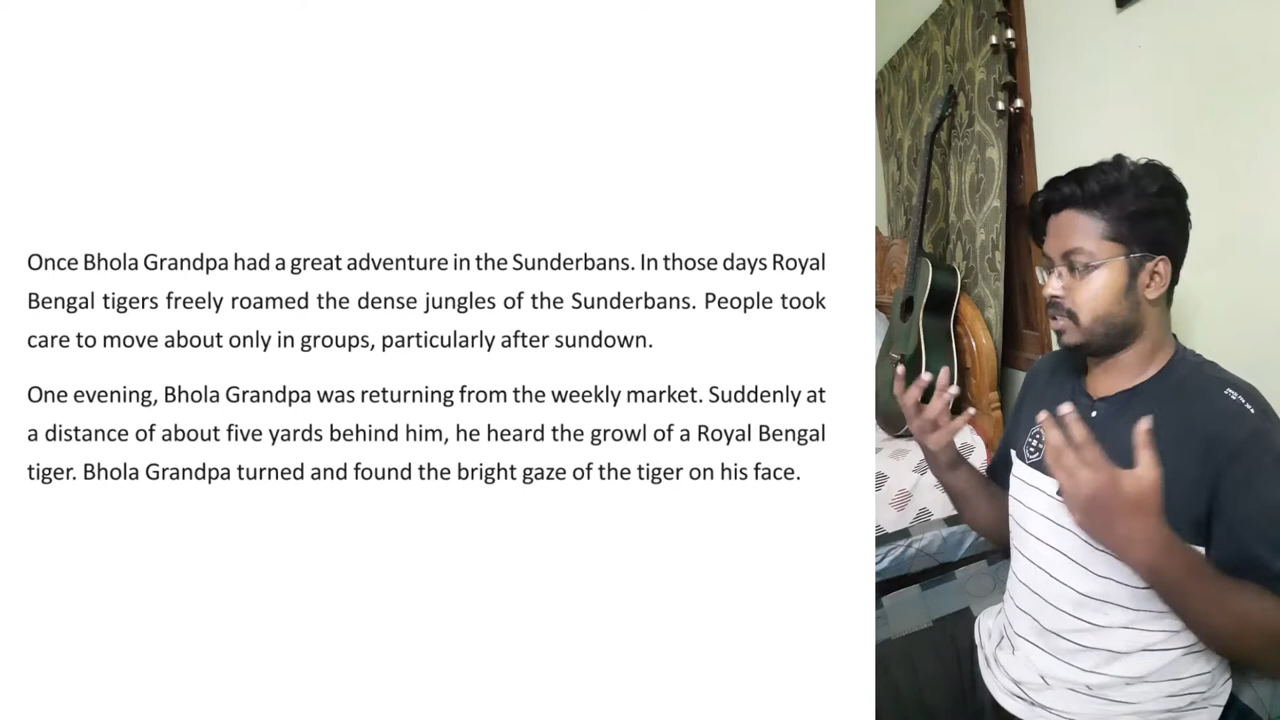 Once Bhola Grandpa had a great adventure in the Sunderbans. In those days Royal
Bengal tigers freely roamed the dense jungles of the Sunderbans. People took
care to move about only in groups, particularly after sundown.
One evening, Bhola Grandpa was returning from the weekly market. Suddenly at
a distance of about five yards behind him, he heard the growl of a Royal Bengal
tiger. Bhola Grandpa turned and found the bright gaze of the tiger on his face.